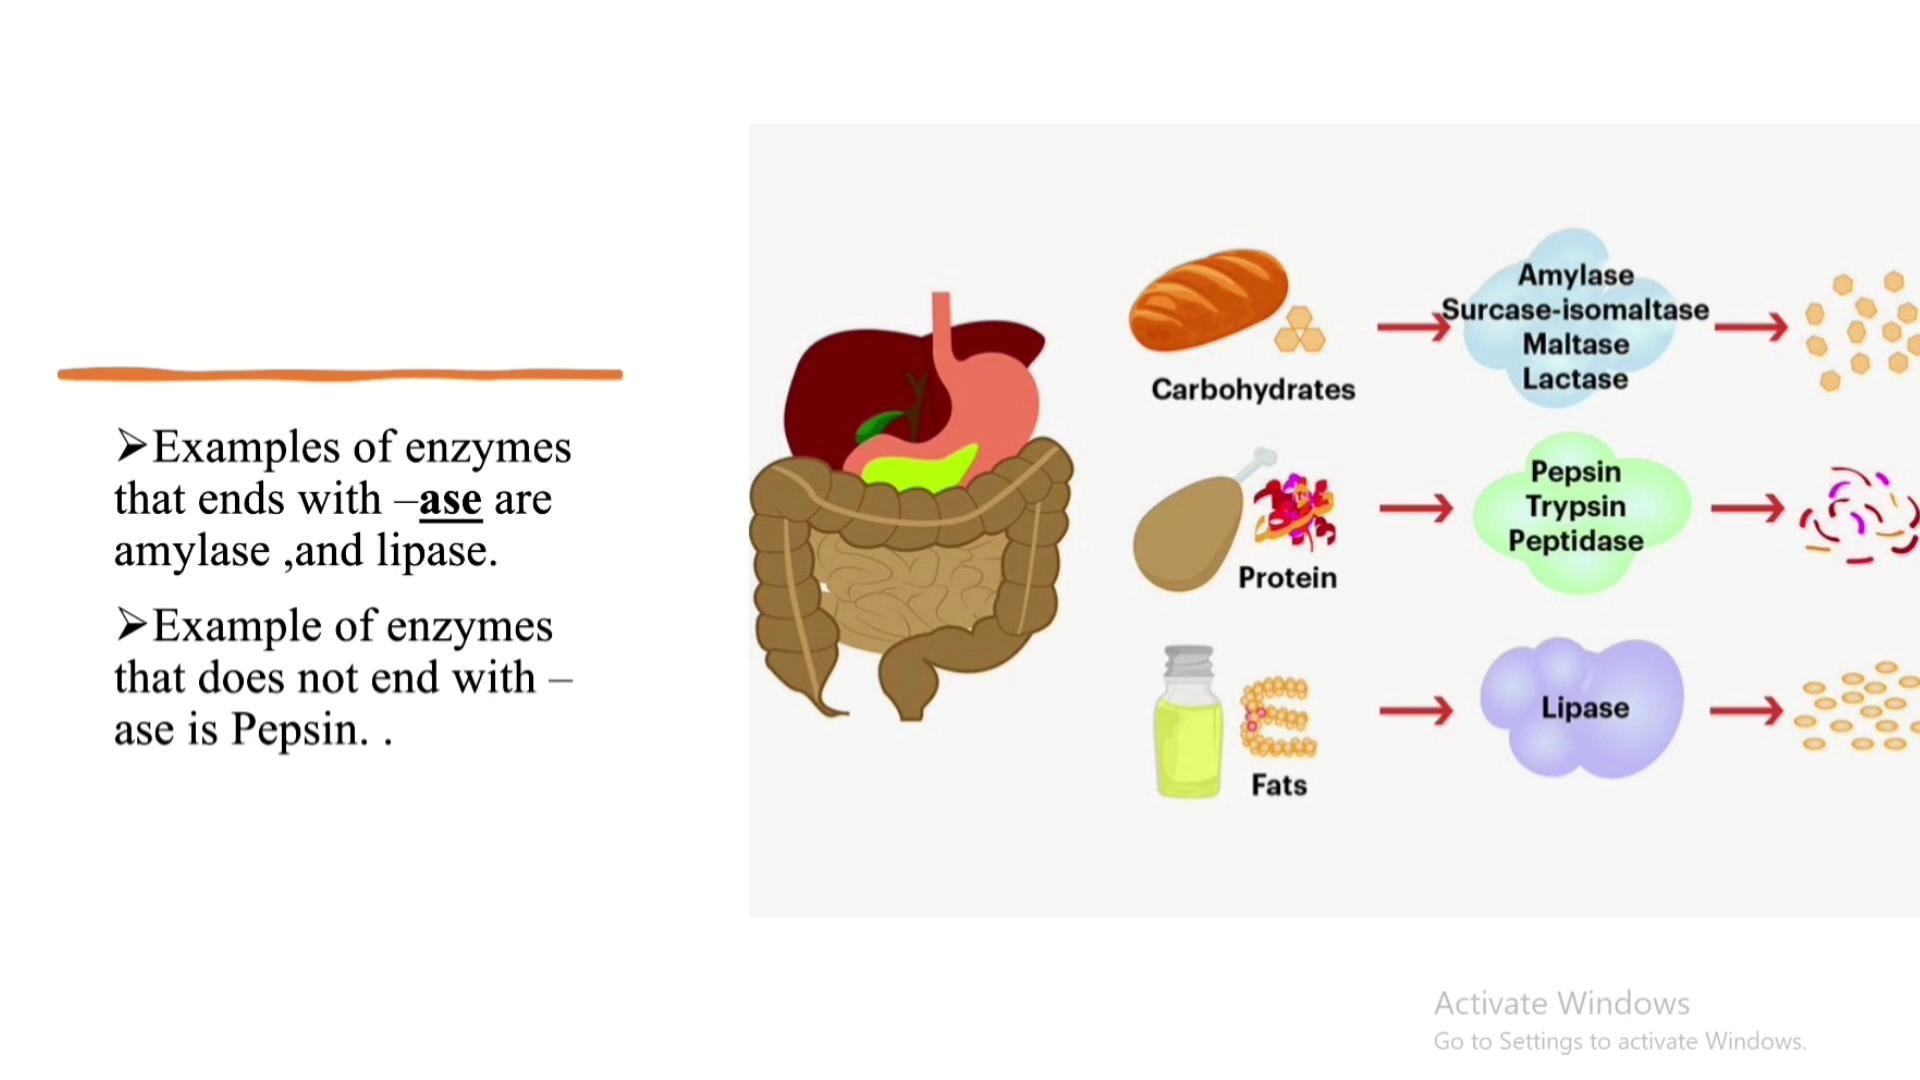 ➢Examples of enzymes
that ends with –ase are
amylase ,and lipase.
➢Example of enzymes
that does not end with –
ase is Pepsin. .
Carbohydrates
Amylase
Surcase-isomaltase
Maltase
Lactase
Protein
Pepsin
Trypsin
Peptidase
Fats
Lipase
Activate Windows
Go to Settings to activate Windows.